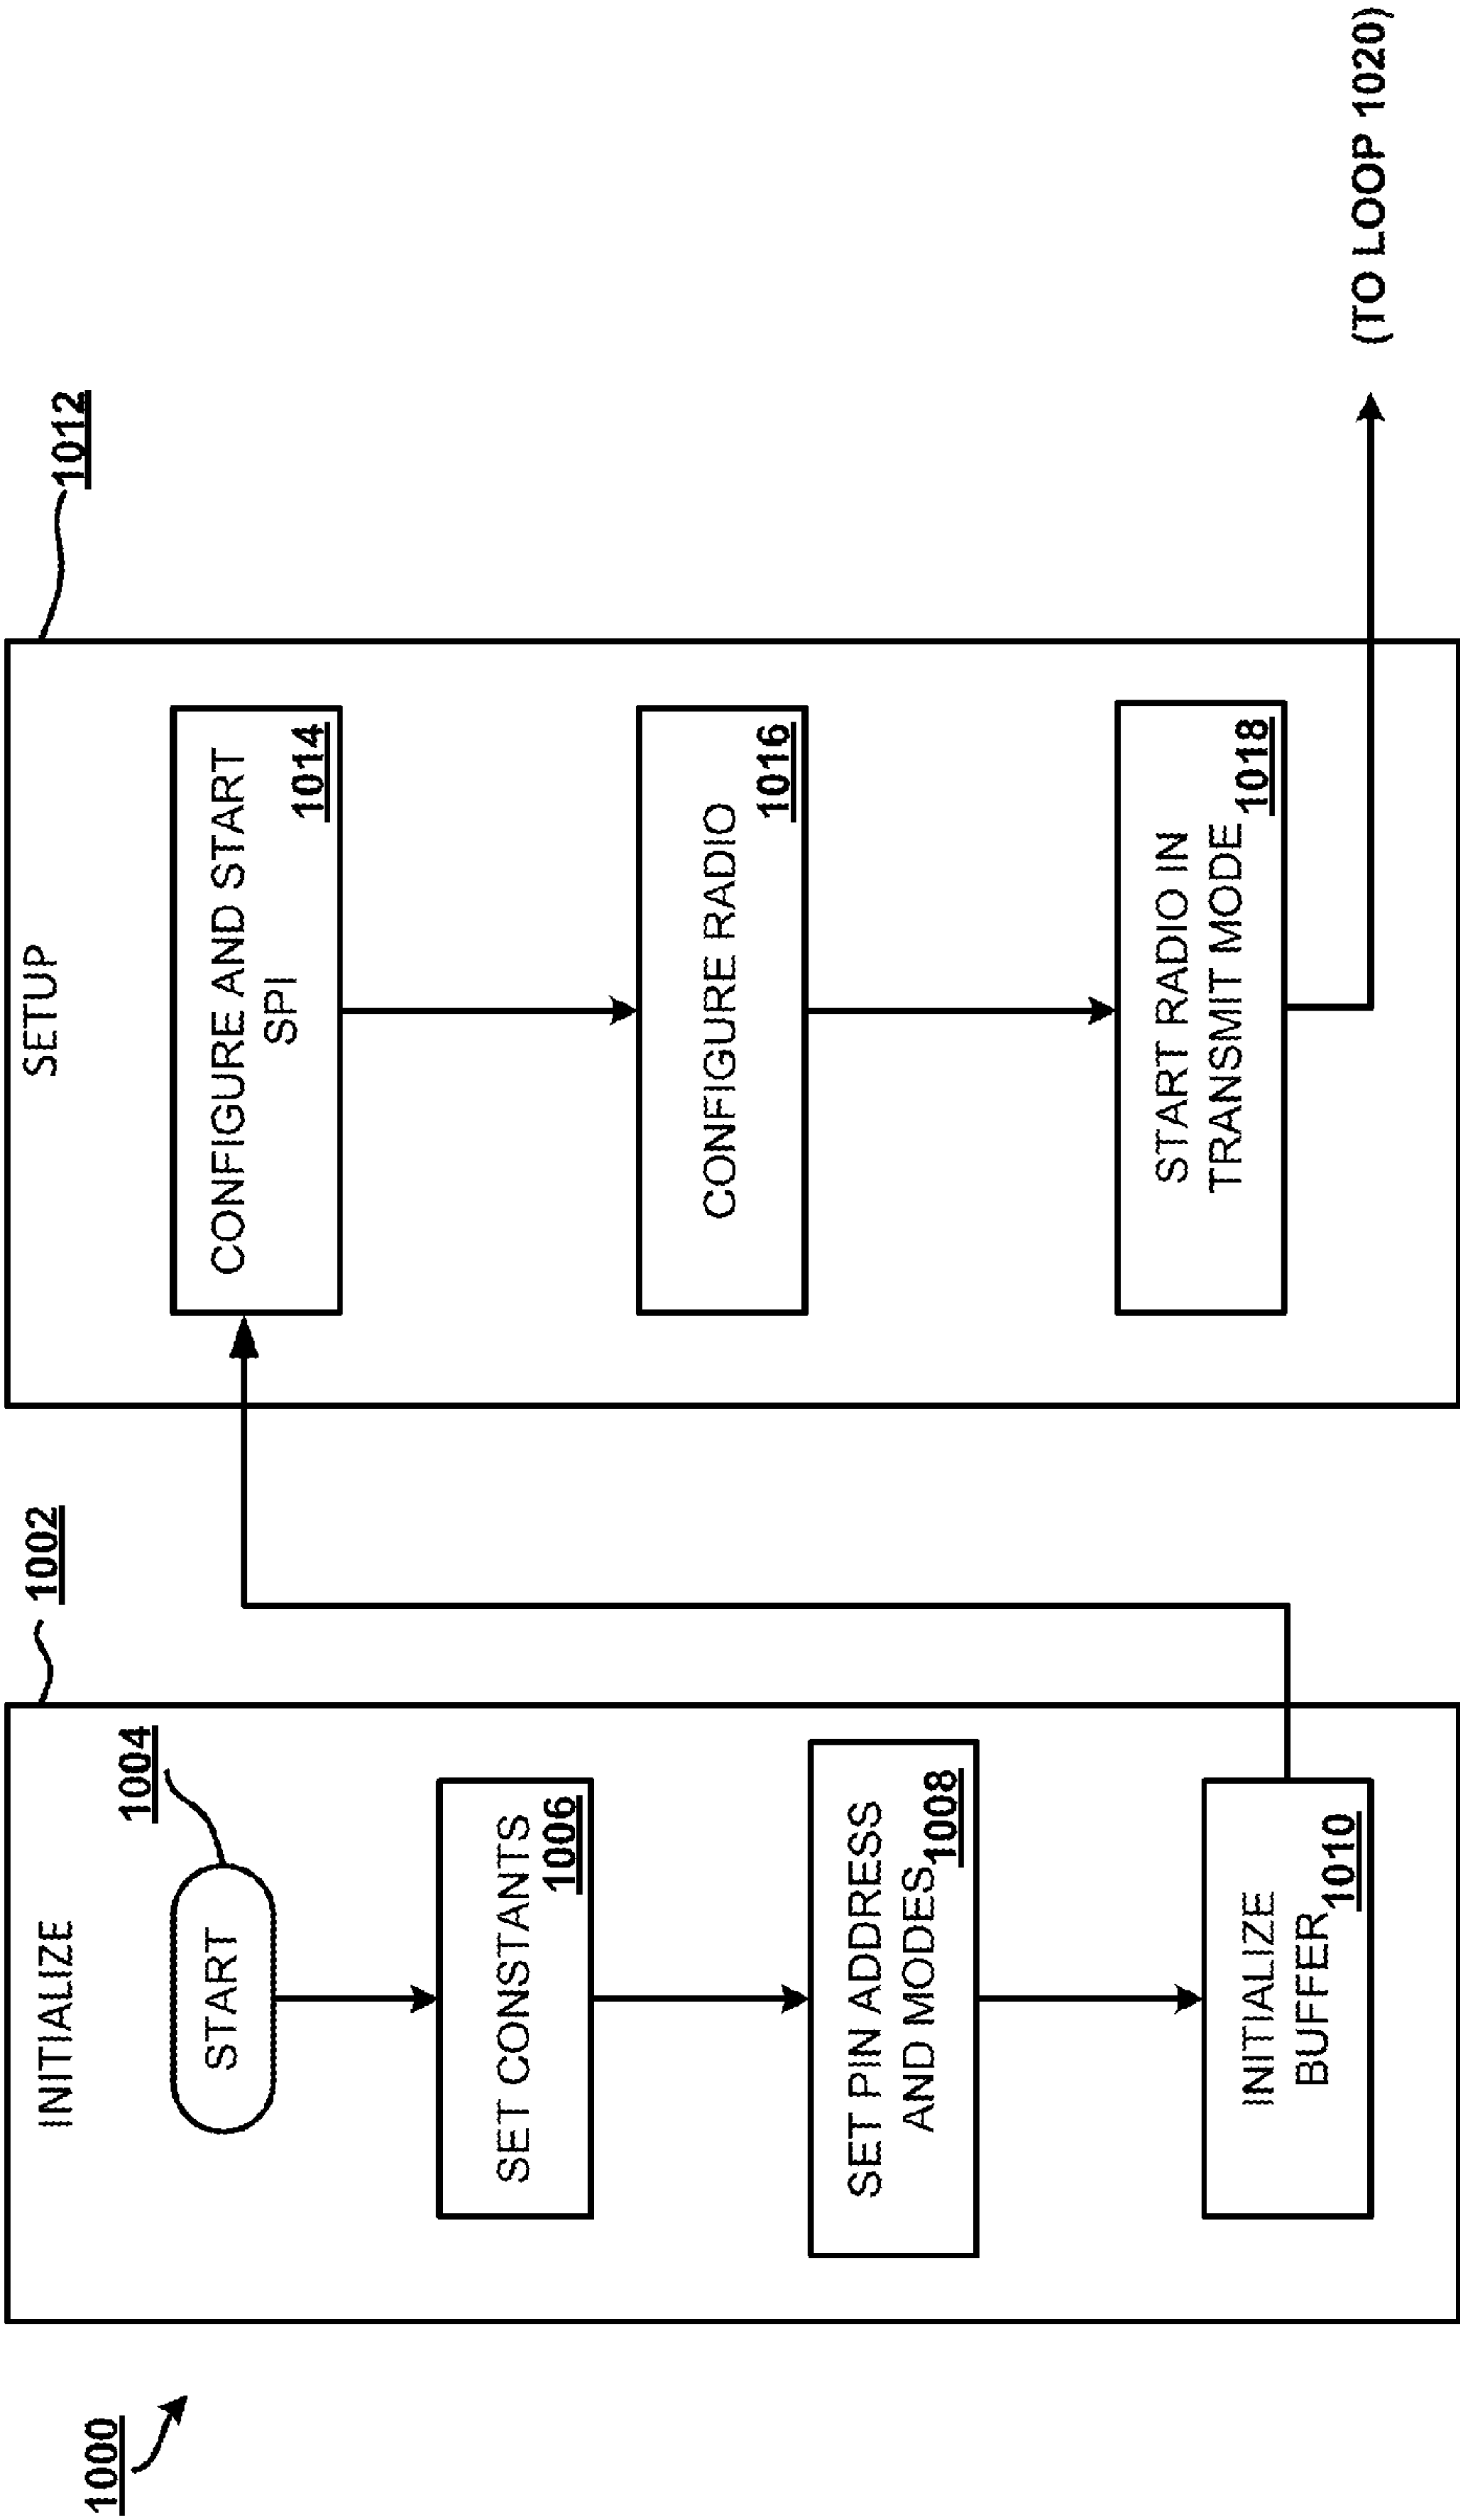 1000
1002
INITIALIZE
1004
START
SET CONSTANTS
1006
SET PIN ADDRESS
AND MODES
1008
INITIALIZE
BUFFER
1010
1012
SETUP
CONFIGURE AND START
SPI
1014
CONFIGURE RADIO
1016
START RADIO IN
TRANSMIT MODE
1018
(TO LOOP 1020)